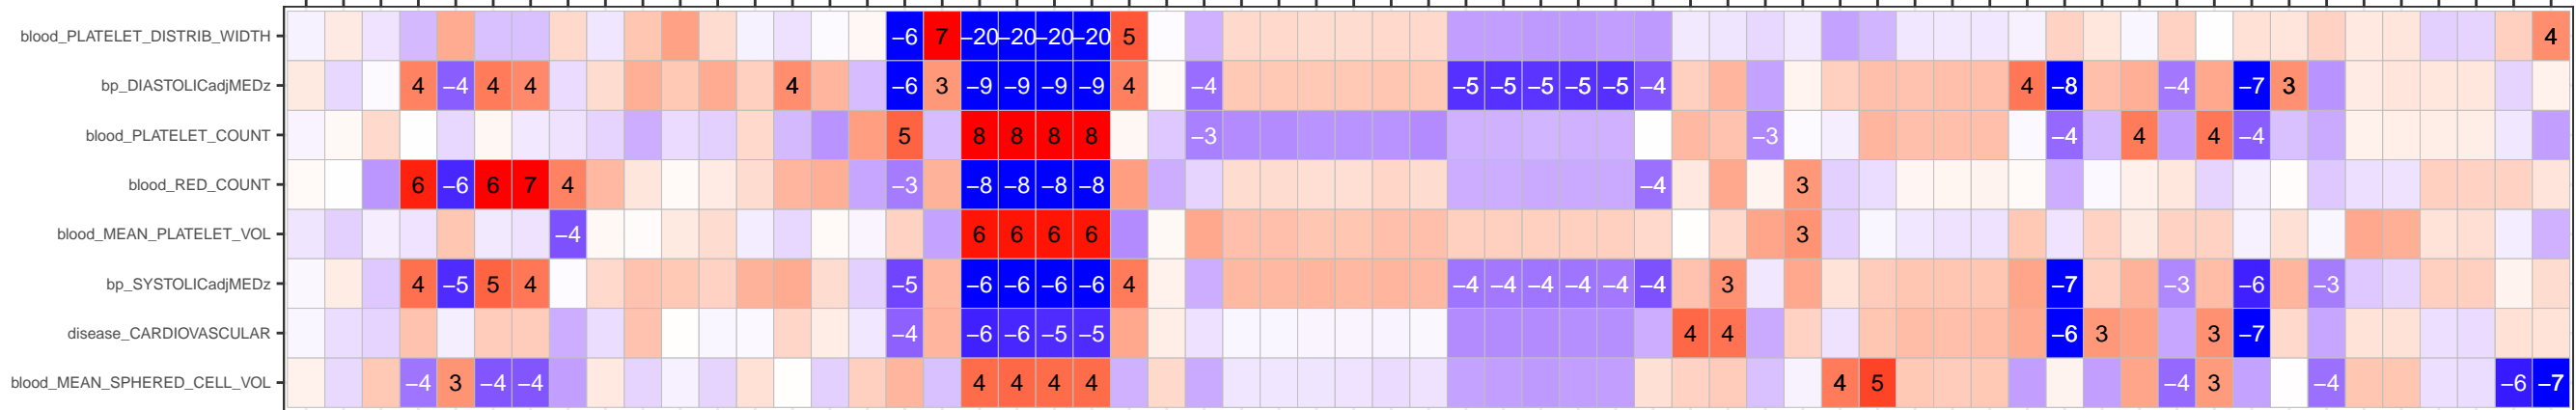 blood_PLATELET_DISTRIB_WIDTH −6 7 −20 −20 −20 −20 5 4
bp_DIASTOLICadjMEDz 4 −4 4 4 4 −6 3 −9 −9 −9 −9 4 −4 −5 −5 −5 −5 −5 −4 4 −8 −4 −7 3
blood_PLATELET_COUNT 5 8 8 8 8 −3 −3 −4 4 4 −4
blood_RED_COUNT 6 −6 6 7 4 −3 −8 −8 −8 −8 −4 3
blood_MEAN_PLATELET_VOL −4 6 6 6 6 3
bp_SYSTOLICadjMEDz 4 −5 5 4 −5 −6 −6 −6 −6 4 −4 −4 −4 −4 −4 −4 3 −7 −3 −6 −3
disease_CARDIOVASCULAR −4 −6 −6 −5 −5 4 4 −6 3 3 −7
blood_MEAN_SPHERED_CELL_VOL −4 3 −4 −4 4 4 4 4 4 5 −4 3 −4 −6 −7